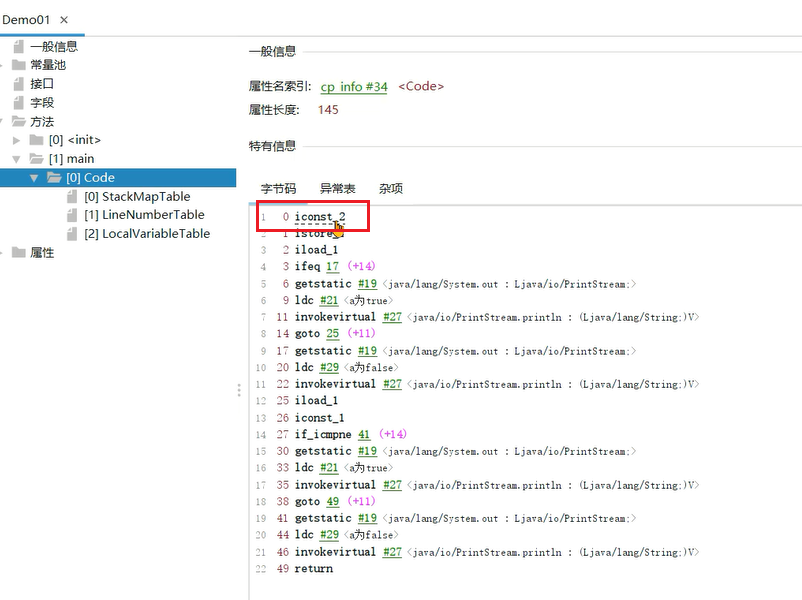 Demo01 ×
一般信息
常量池
接口
字段
方法
[0] <init>
[1] main
[0] Code
[0] StackMapTable
[1] LineNumberTable
[2] LocalVariableTable
属性
一般信息
属性名索引: cp_info #34 <Code>
属性长度: 145
特有信息
字节码 异常表 杂项
1 0 iconst_2
2 1 istore_1
3 2 iload_1
4 3 ifeq 17 (+14)
5 6 getstatic #19 <java/lang/System.out : Ljava/io/PrintStream;>
6 9 ldc #21 <a为true>
7 11 invokevirtual #27 <java/io/PrintStream.println : (Ljava/lang/String;)V>
8 14 goto 25 (+11)
9 17 getstatic #19 <java/lang/System.out : Ljava/io/PrintStream;>
10 20 ldc #29 <a为false>
11 22 invokevirtual #27 <java/io/PrintStream.println : (Ljava/lang/String;)V>
12 25 iload_1
13 26 iconst_1
14 27 if_icmpne 41 (+14)
15 30 getstatic #19 <java/lang/System.out : Ljava/io/PrintStream;>
16 33 ldc #21 <a为true>
17 35 invokevirtual #27 <java/io/PrintStream.println : (Ljava/lang/String;)V>
18 38 goto 49 (+11)
19 41 getstatic #19 <java/lang/System.out : Ljava/io/PrintStream;>
20 44 ldc #29 <a为false>
21 46 invokevirtual #27 <java/io/PrintStream.println : (Ljava/lang/String;)V>
22 49 return